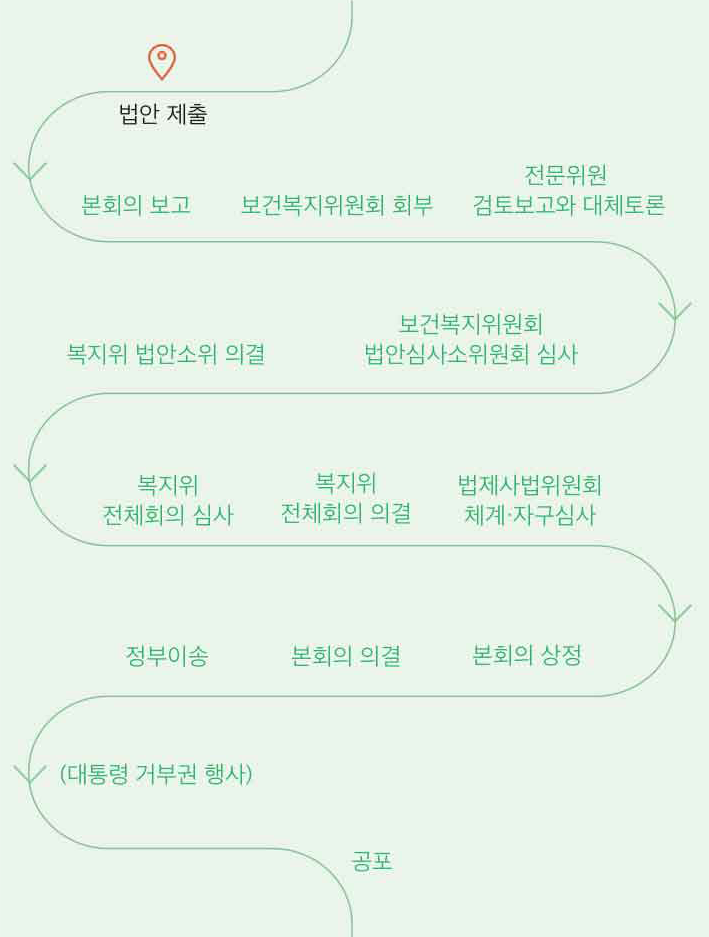 법안 제출
본회의 보고
보건복지위원회 회부
전문위원
검토보고와 대체토론
보건복지위원회
법안심사소위원회 심사
복지위 법안소위 의결
복지위
전체회의 심사
복지위
전체회의 의결
법제사법위원회
체계·자구심사
본회의 상정
본회의 의결
정부이송
(대통령 거부권 행사)
공포